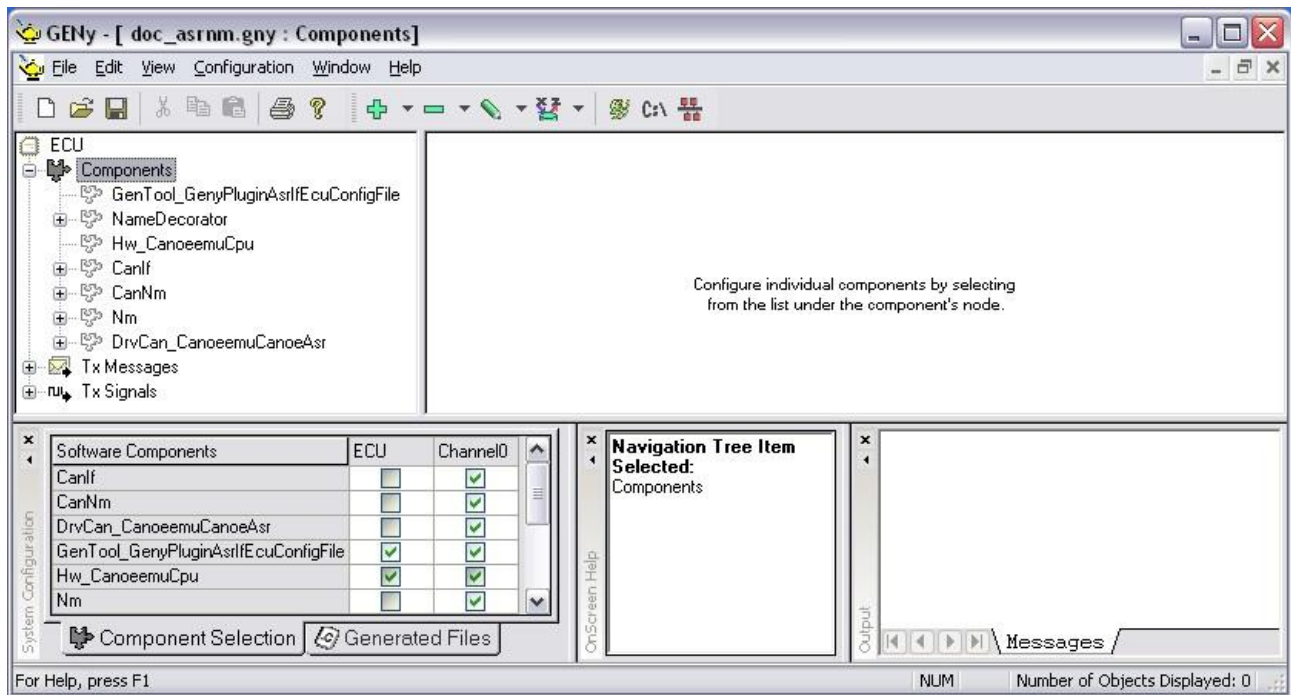 GENy - [ doc_asrnm.gny : Components]
File Edit View Configuration Window Help
C:\
ECU
Components
GenTool_GenyPluginAsrIfEcuConfigFile
NameDecorator
Hw_CanoeemuCpu
CanIf
CanNm
Nm
DrvCan_CanoeemuCanoeAsr
Tx Messages
Tx Signals
Configure individual components by selecting
from the list under the component's node.
System Configuration
Software Components ECU Channel0
CanIf
CanNm
DrvCan_CanoeemuCanoeAsr
GenTool_GenyPluginAsrIfEcuConfigFile
Hw_CanoeemuCpu
Nm
Component Selection Generated Files
OnScreen Help
Navigation Tree Item
Selected:
Components
Output
Messages
For Help, press F1 NUM Number of Objects Displayed: 0